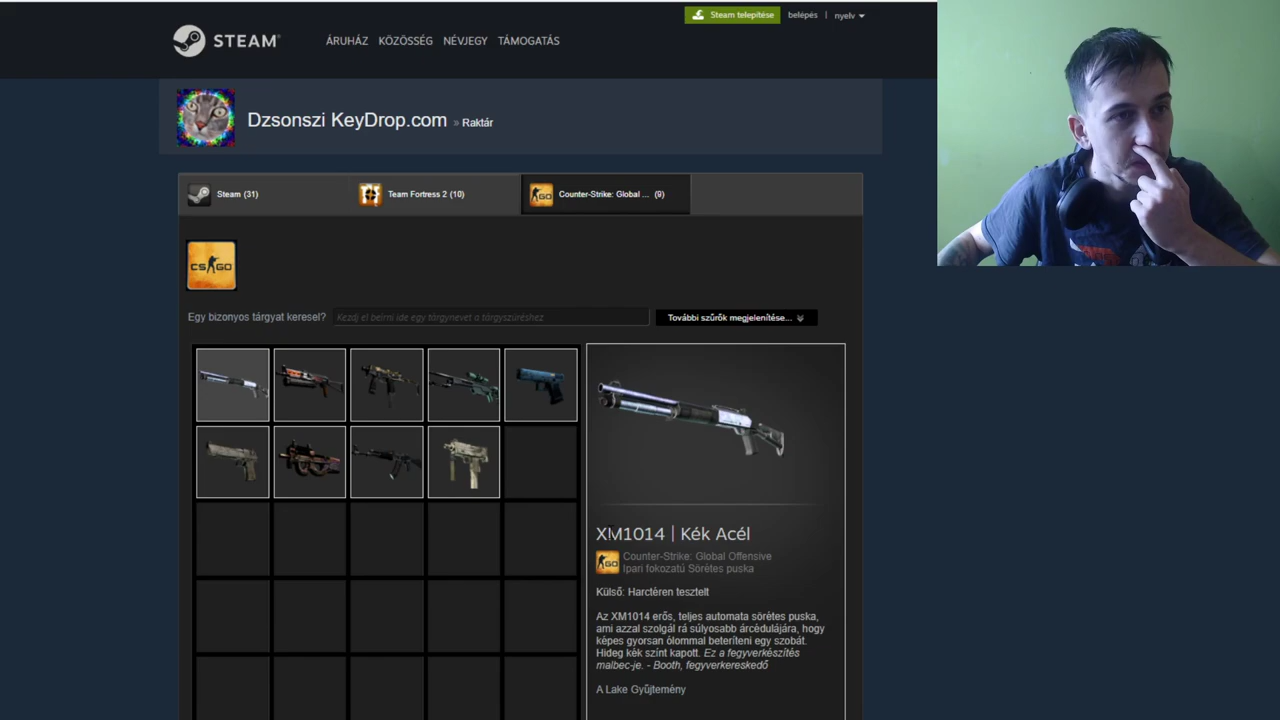 Steam telepítése
belépés | nyelv
STEAM
ÁRUHÁZ KÖZÖSSÉG NÉVJEGY TÁMOGATÁS
Dzsonszi KeyDrop.com » Raktár
Steam (31)
Team Fortress 2 (10)
Counter-Strike: Global ... (9)
CS GO
Egy bizonyos tárgyat keresel?
Kezdj el beírni ide egy tárgynevet a tárgyszűréshez
További szűrők megjelenítése...
XM1014 | Kék Acél
Counter-Strike: Global Offensive
Ipari fokozatú Sörétes puska
Külső: Harctéren tesztelt
Az XM1014 erős, teljes automata sörétes puska,
ami azzal szolgál rá súlyosabb árcédulájára, hogy
képes gyorsan ólommal beteríteni egy szobát.
Hideg kék színt kapott. Ez a fegyverkészítés
malbec-je. - Booth, fegyverkereskedő
A Lake Gyűjtemény